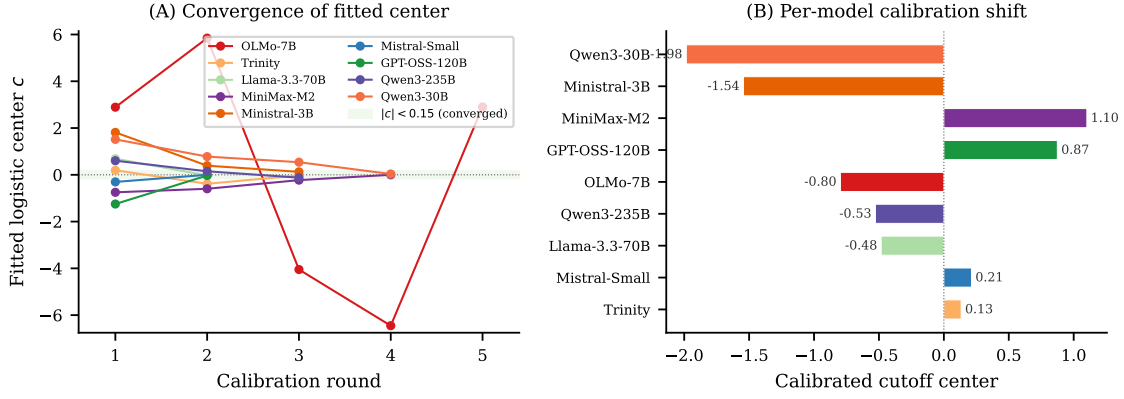 (A) Convergence of fitted center
Fitted logistic center c
6
4
2
0
−2
−4
−6
OLMo-7B
Trinity
Llama-3.3-70B
MiniMax-M2
Ministral-3B
Mistral-Small
GPT-OSS-120B
Qwen3-235B
Qwen3-30B
|c| < 0.15 (converged)
1 2 3 4 5
Calibration round
(B) Per-model calibration shift
Qwen3-30B -1.98
Ministral-3B -1.54
MiniMax-M2 1.10
GPT-OSS-120B 0.87
OLMo-7B -0.80
Qwen3-235B -0.53
Llama-3.3-70B -0.48
Mistral-Small 0.21
Trinity 0.13
−2.0 −1.5 −1.0 −0.5 0.0 0.5 1.0
Calibrated cutoff center